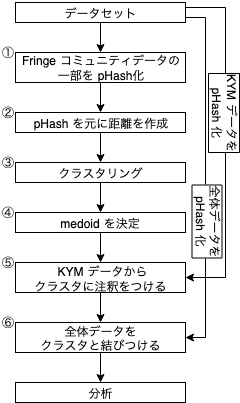 データセット
①
Fringe コミュニティデータの
一部を pHash化
②
pHash を元に距離を作成
③
クラスタリング
④
medoid を決定
⑤
KYM データから
クラスタに注釈をつける
⑥
全体データを
クラスタと結びつける
分析
KYM データを
pHash 化
全体データを
pHash 化